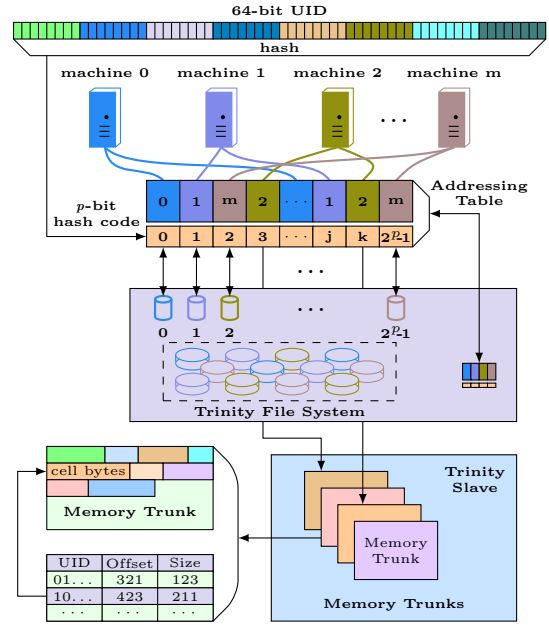 64-bit UID
hash
machine 0 machine 1 machine 2 machine m
...
p-bit
hash code
Addressing
Table
0 1 m 2 ... 1 2 m
0 1 2 3 ... j k 2^p-1
...
...
0 1 2 2^p-1
Trinity File System
cell bytes
Memory Trunk
Trinity
Slave
Memory
Trunk
Memory Trunks
UID Offset Size
01... 321 123
10... 423 211
... ... ...